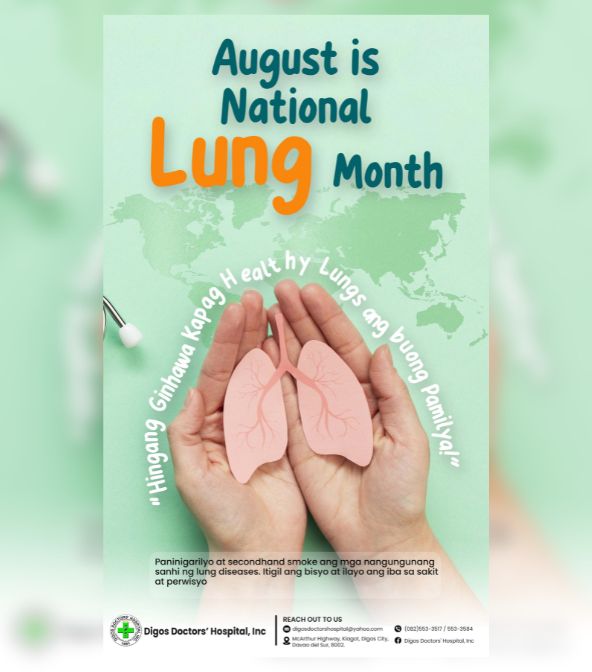 August is
National
Lung Month
"Hingang Ginhawa Kapag Healthy Lungs ang buong Pamilya!"
Paninigarilyo at secondhand smoke ang mga nangungunang
sanhi ng lung diseases. Itigil ang bisyo at ilayo ang iba sa sakit
at perwisyo
Digos Doctors' Hospital, Inc
REACH OUT TO US
digosdoctorshospital@yahoo.com
McArthur Highway, Kiagot, Digos City,
Davao del Sur, 8002.
(082)553-3517 / 553-3584
Digos Doctors' Hospital, Inc